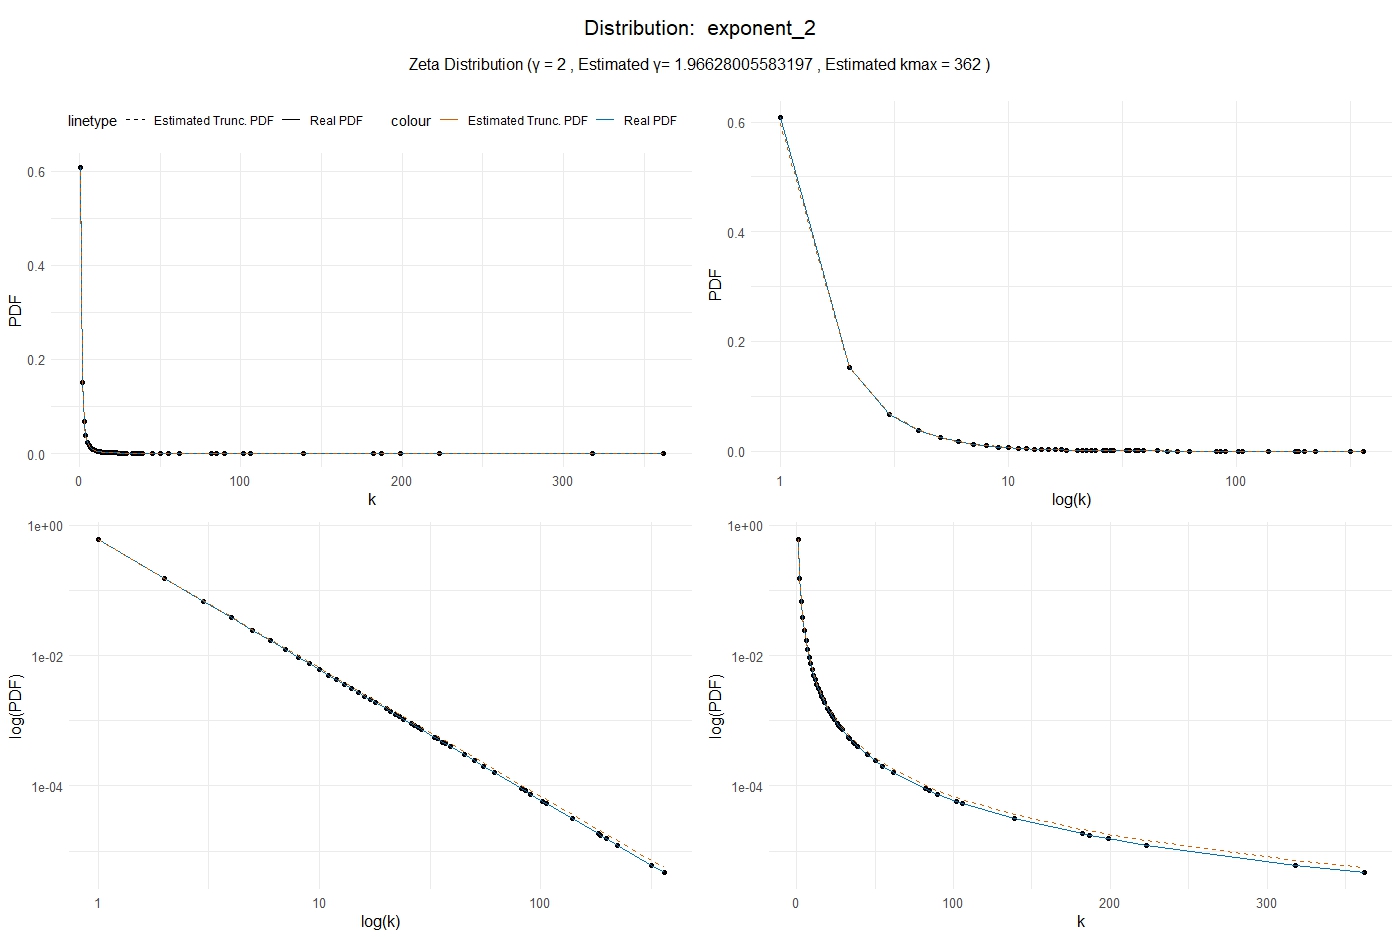 Distribution:  exponent_2
Zeta Distribution (γ = 2 , Estimated γ= 1.96628005583197 , Estimated kmax = 362 )
linetype Estimated Trunc. PDF Real PDF colour Estimated Trunc. PDF Real PDF
0.6
0.4
0.2
0.0
PDF
0 100 200 300
k
0.6
0.4
0.2
0.0
PDF
1 10 100
log(k)
1e+00
1e-02
1e-04
log(PDF)
1 10 100
log(k)
1e+00
1e-02
1e-04
log(PDF)
0 100 200 300
k